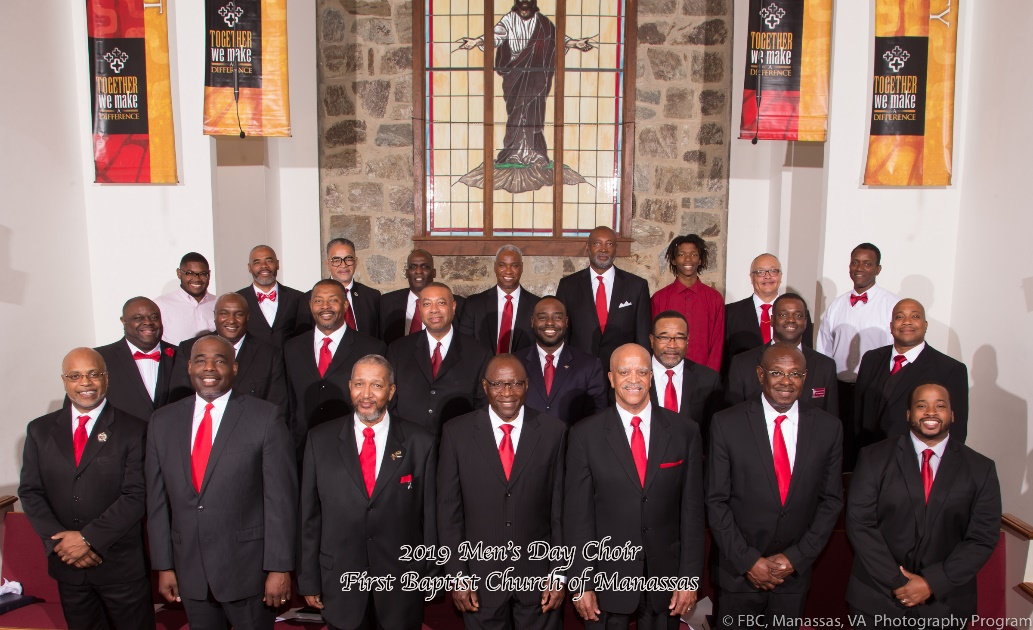 T
TOGETHER
we make
A
DIFFERENCE
TOGETHER
we make
A
DIFFERENCE
TOGETHER
we make
A
DIFFERENCE
Y
TOGETHER
we make
A
DIFFERENCE
2019 Men's Day Choir
First Baptist Church of Manassas
© FBC, Manassas, VA Photography Program